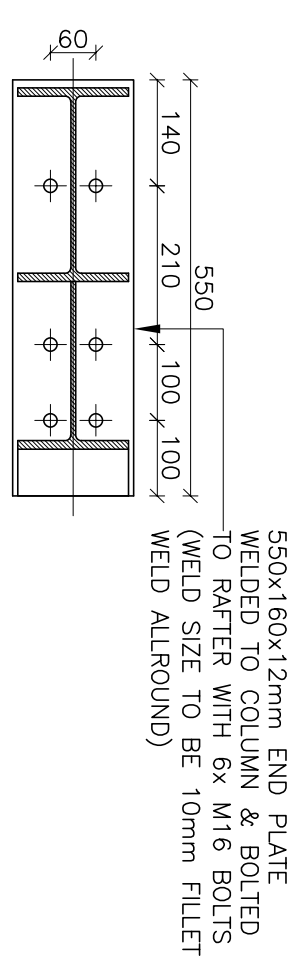 60
140
210
100
100
550
550x160x12mm END PLATE
WELDED TO COLUMN & BOLTED
TO RAFTER WITH 6x M16 BOLTS
(WELD SIZE TO BE 10mm FILLET
WELD ALLROUND)